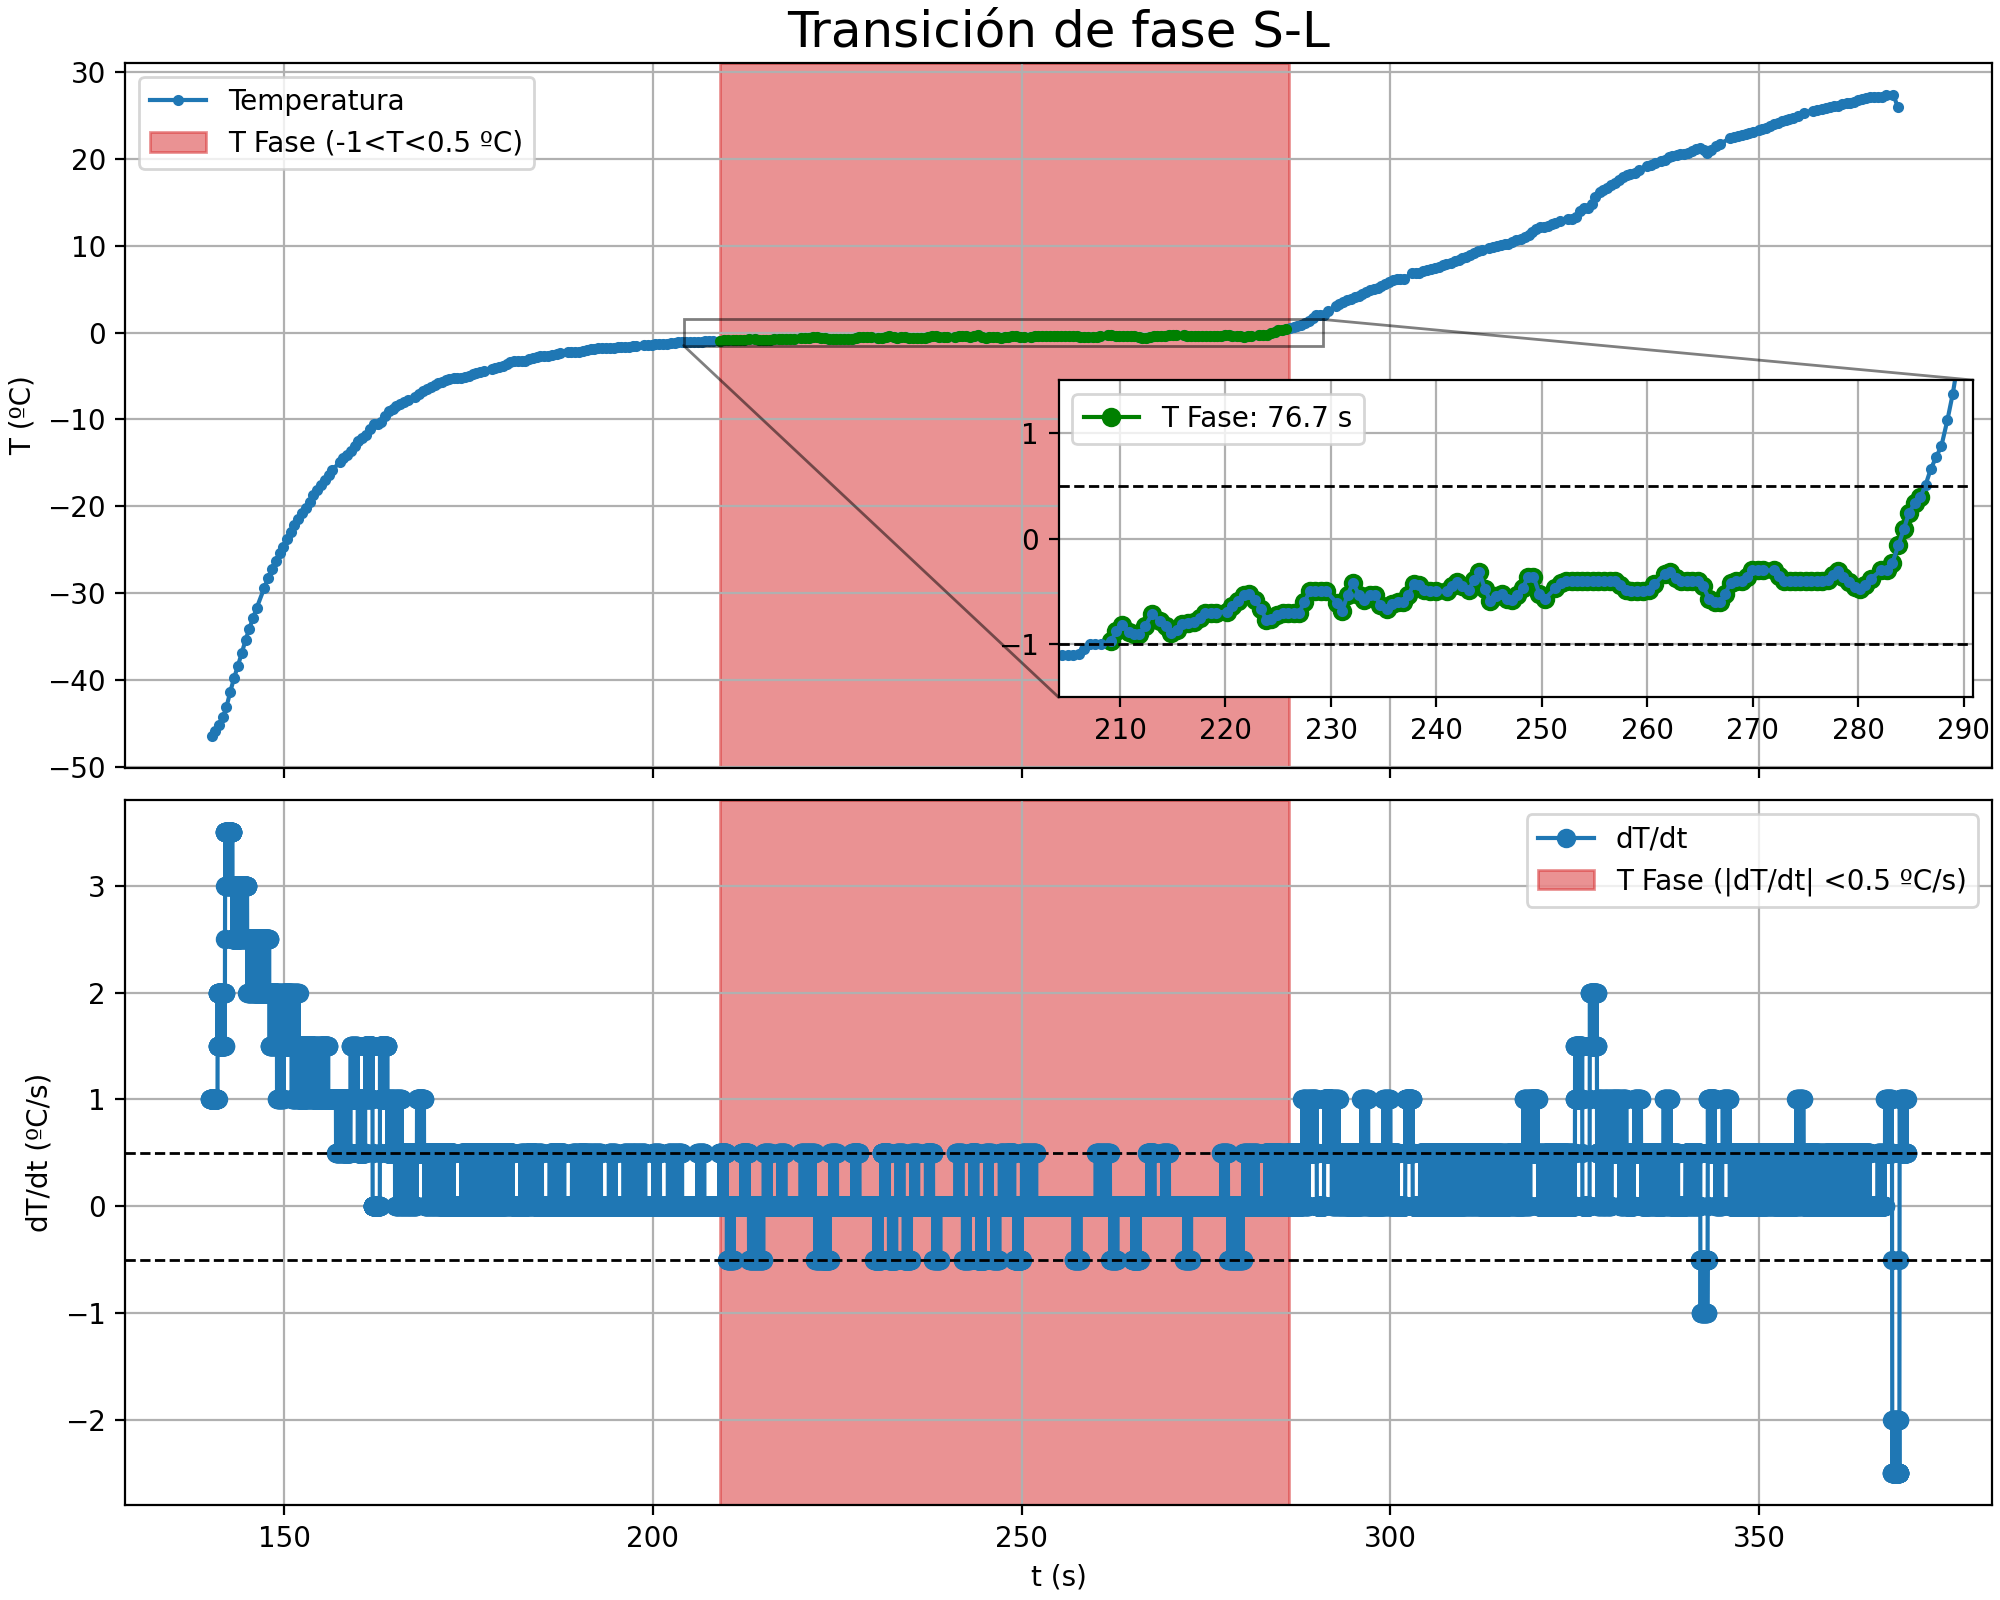 Transición de fase S-L
30
20
10
0
−10
−20
−30
−40
−50
T (ºC)
Temperatura
T Fase (-1<T<0.5 ºC)
T Fase: 76.7 s
1
0
−1
210 220 230 240 250 260 270 280 290
3
2
1
0
−1
−2
dT/dt (ºC/s)
dT/dt
T Fase (|dT/dt| <0.5 ºC/s)
150 200 250 300 350
t (s)